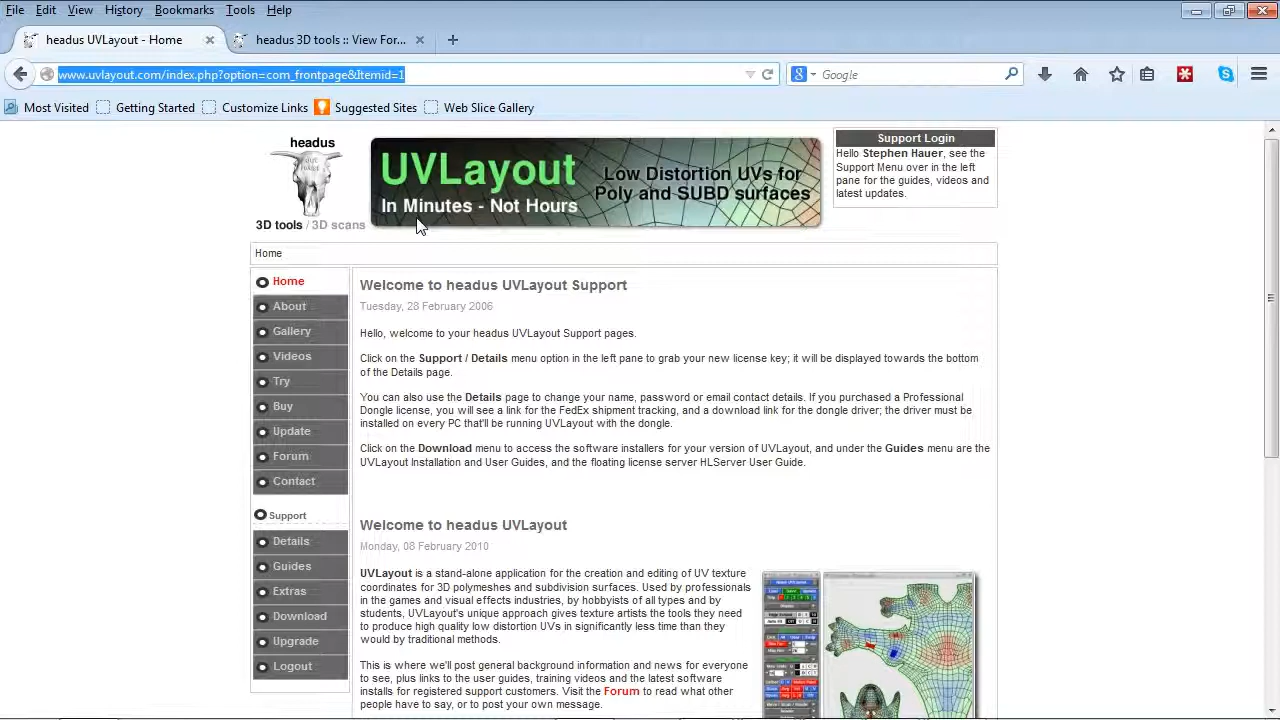 File Edit View History Bookmarks Tools Help
headus UVLayout - Home
headus 3D tools :: View For...
www.uvlayout.com/index.php?option=com_frontpage&Itemid=1
Google
Most Visited Getting Started Customize Links Suggested Sites Web Slice Gallery
headus
3D tools / 3D scans
UVLayout
In Minutes - Not Hours
Low Distortion UVs for
Poly and SUBD surfaces
Support Login
Hello Stephen Hauer, see the
Support Menu over in the left
pane for the guides, videos and
latest updates.
Home
Home
About
Gallery
Videos
Try
Buy
Update
Forum
Contact
Support
Details
Guides
Extras
Download
Upgrade
Logout
Welcome to headus UVLayout Support
Tuesday, 28 February 2006
Hello, welcome to your headus UVLayout Support pages.
Click on the Support / Details menu option in the left pane to grab your new license key; it will be displayed towards the bottom
of the Details page.
You can also use the Details page to change your name, password or email contact details. If you purchased a Professional
Dongle license, you will see a link for the FedEx shipment tracking, and a download link for the dongle driver; the driver must be
installed on every PC that'll be running UVLayout with the dongle.
Click on the Download menu to access the software installers for your version of UVLayout, and under the Guides menu are the
UVLayout Installation and User Guides, and the floating license server HLServer User Guide.
Welcome to headus UVLayout
Monday, 08 February 2010
UVLayout is a stand-alone application for the creation and editing of UV texture
coordinates for 3D polymeshes and subdivision surfaces. Used by professionals
in the games and visual effects industries, by hobbyists of all types and by
students, UVLayout's unique approach gives texture artists the tools they need
to produce high quality low distortion UVs in significantly less time than they
would by traditional methods.
This is where we'll post general background information and news for everyone
see, plus links to the user guides, training videos and the latest software
for registered support customers. Visit the Forum to read what other
have to say, or to post your own message.